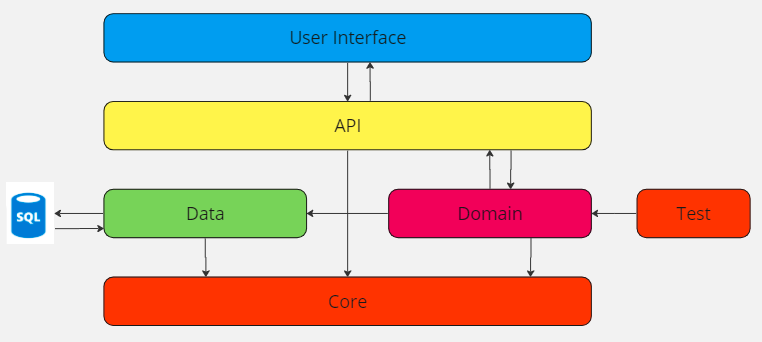 User Interface
API
SQL
Data
Domain
Test
Core